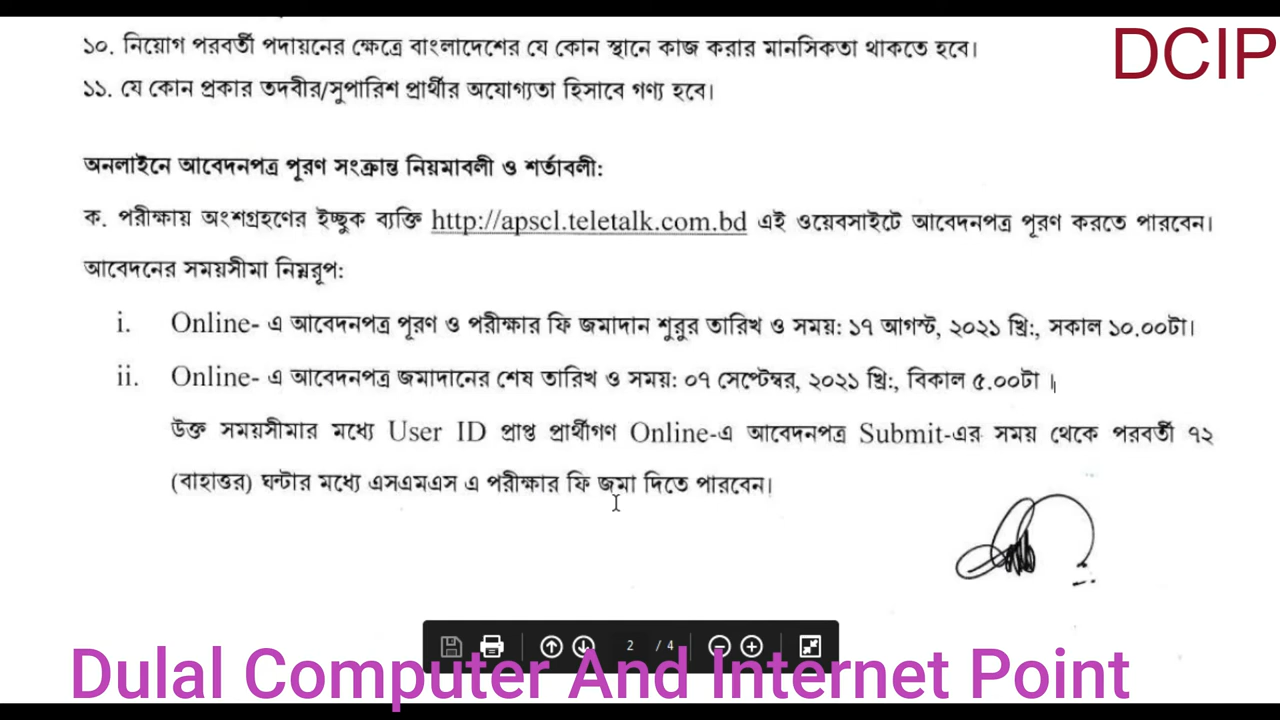 ১০. নিয়োগ পরবর্তী পদায়নের ক্ষেত্রে বাংলাদেশের যে কোন স্থানে কাজ করার মানসিকতা থাকতে হবে।
DCIP
১১. যে কোন প্রকার তদবীর/সুপারিশ প্রার্থীর অযোগ্যতা হিসাবে গণ্য হবে।
অনলাইনে আবেদনপত্র পূরণ সংক্রান্ত নিয়মাবলী ও শর্তাবলী:
ক. পরীক্ষায় অংশগ্রহণের ইচ্ছুক ব্যক্তি http://apscl.teletalk.com.bd এই ওয়েবসাইটে আবেদনপত্র পূরণ করতে পারবেন।
আবেদনের সময়সীমা নিম্নরূপ:
i. Online- এ আবেদনপত্র পূরণ ও পরীক্ষার ফি জমাদান শুরুর তারিখ ও সময়: ১৭ আগস্ট, ২০২১ খ্রি:, সকাল ১০.০০টা।
ii. Online- এ আবেদনপত্র জমাদানের শেষ তারিখ ও সময়: ০৭ সেপ্টেম্বর, ২০২১ খ্রি:, বিকাল ৫.০০টা ।
উক্ত সময়সীমার মধ্যে User ID প্রাপ্ত প্রার্থীগণ Online-এ আবেদনপত্র Submit-এর সময় থেকে পরবর্তী ৭২
(বাহাত্তর) ঘন্টার মধ্যে এসএমএস এ পরীক্ষার ফি জমা দিতে পারবেন।
2 / 4
Dulal Computer And Internet Point